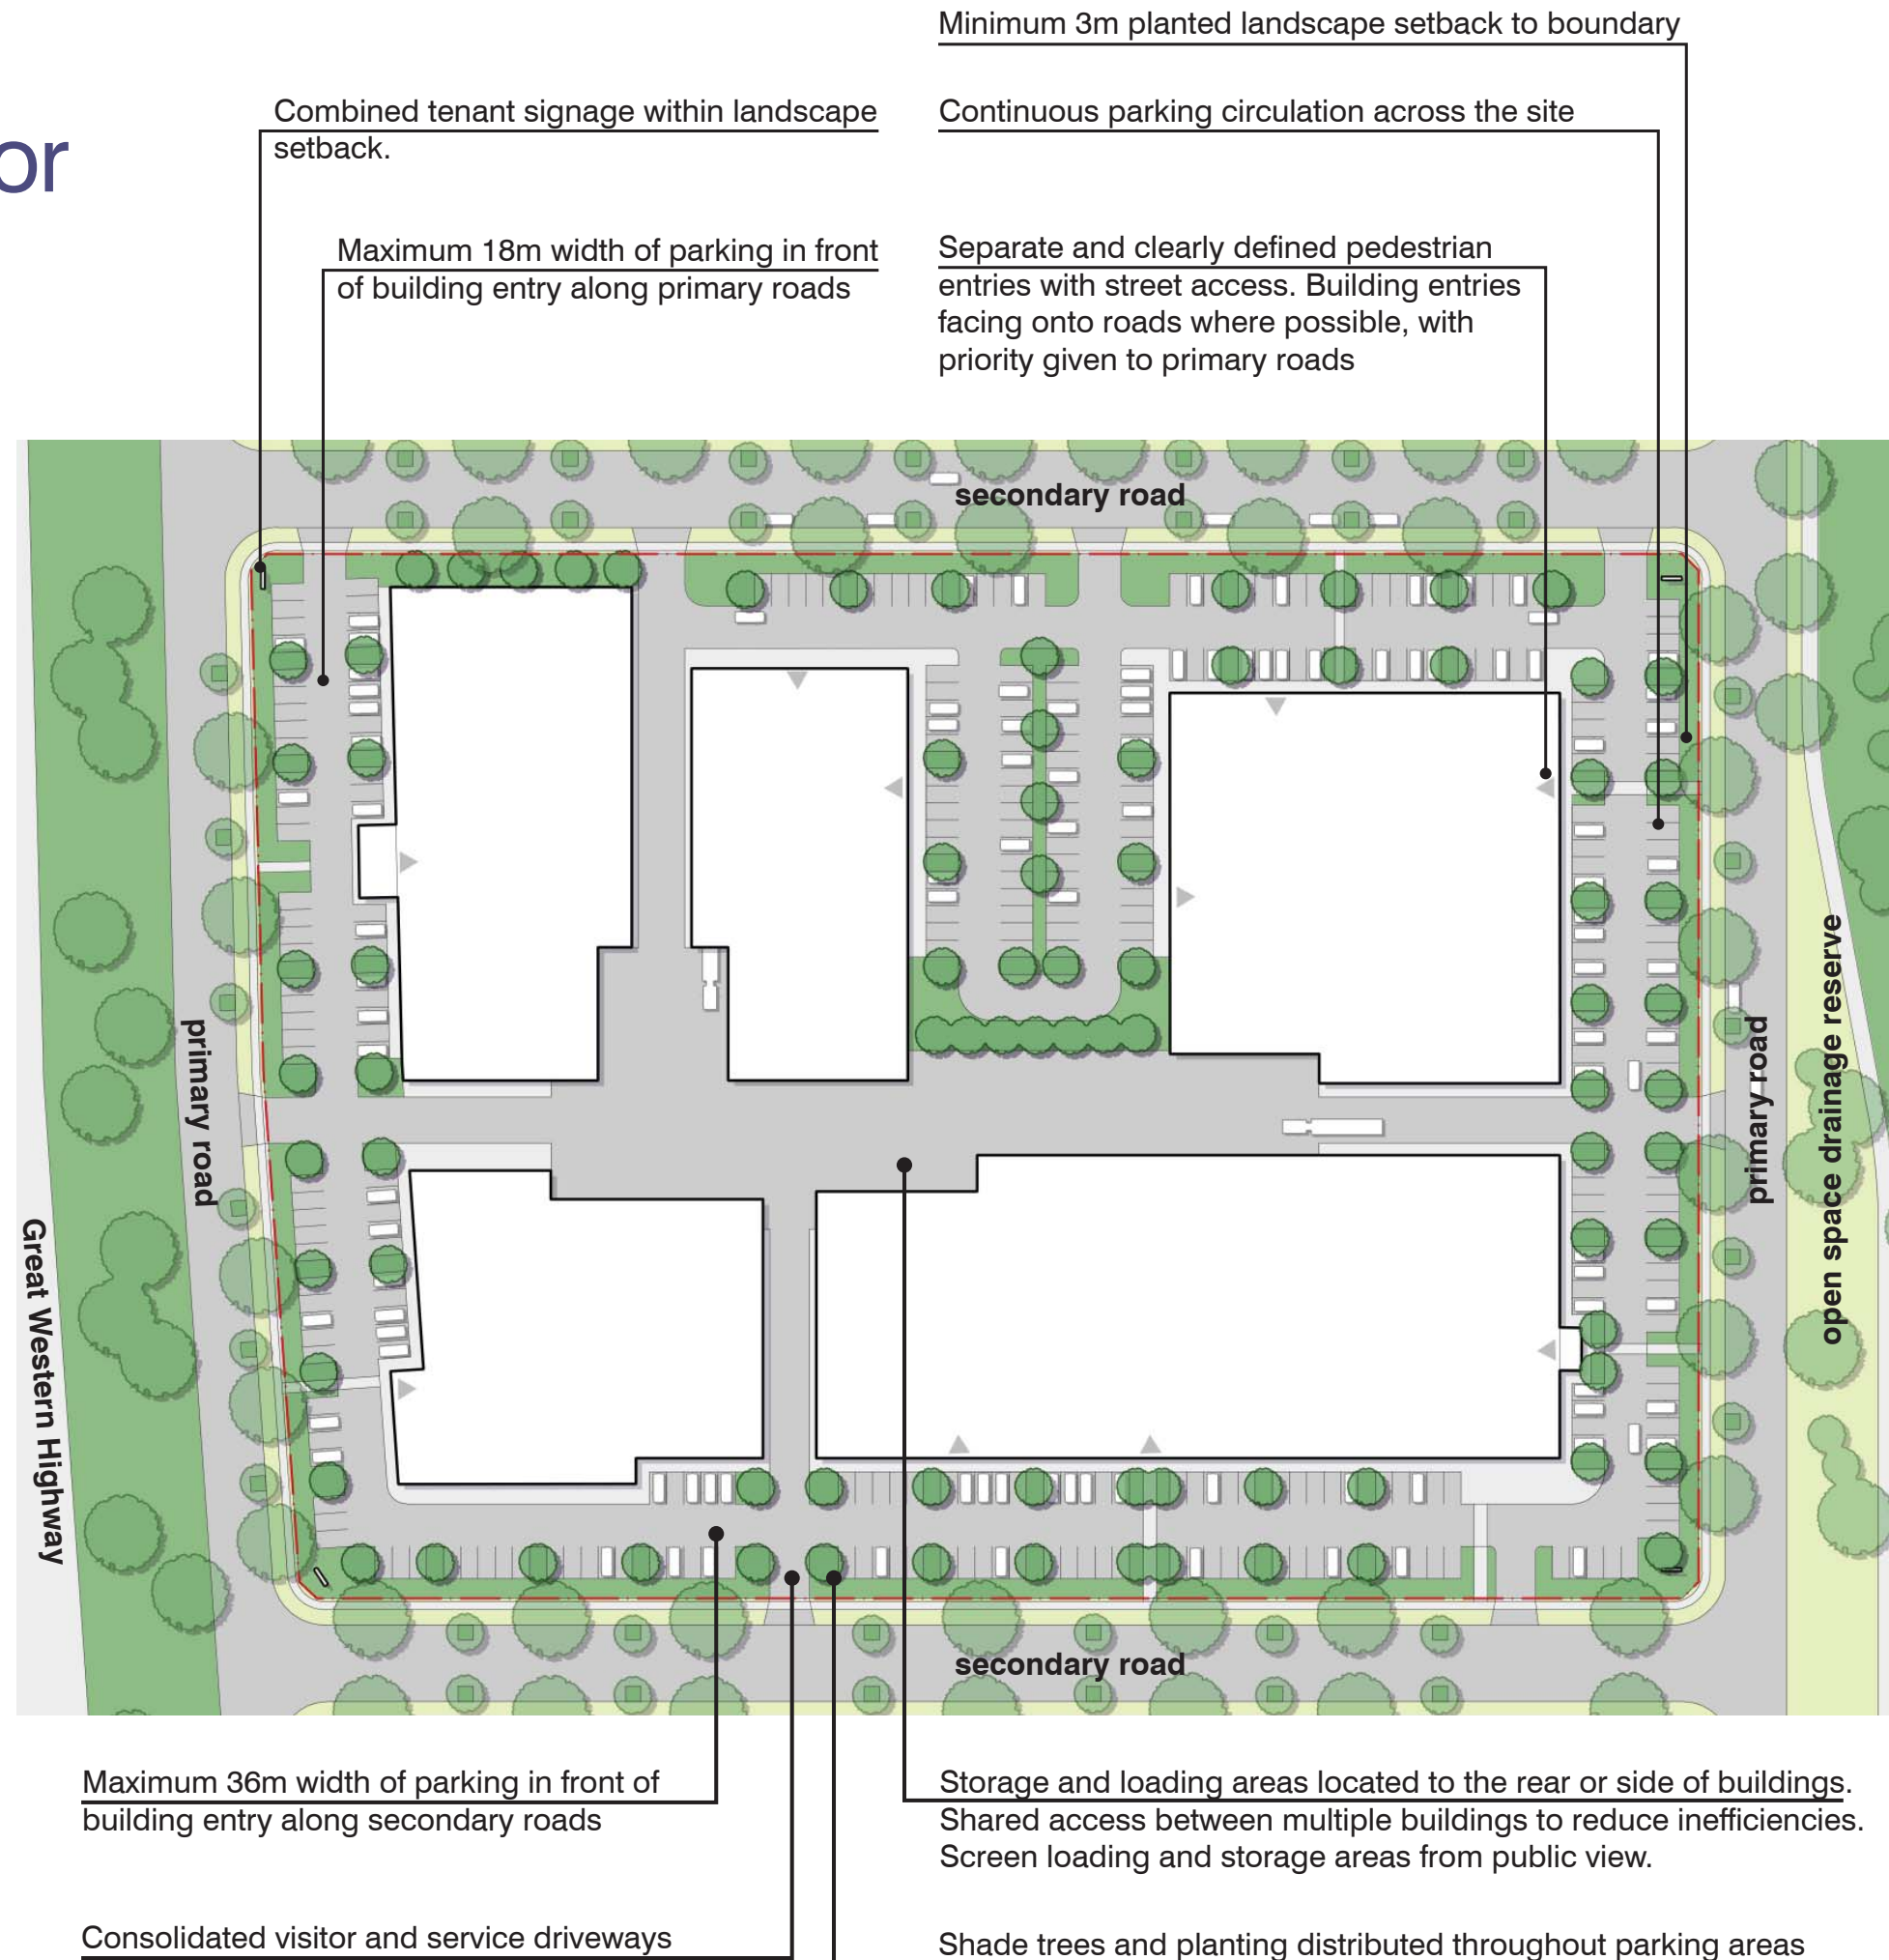 Minimum 3m planted landscape setback to boundary
Combined tenant signage within landscape
setback.
Continuous parking circulation across the site
or
Maximum 18m width of parking in front
of building entry along primary roads
Separate and clearly defined pedestrian
entries with street access. Building entries
facing onto roads where possible, with
priority given to primary roads
secondary road
primary road
Great Western Highway
primary road
open space drainage reserve
secondary road
Maximum 36m width of parking in front of
building entry along secondary roads
Storage and loading areas located to the rear or side of buildings.
Shared access between multiple buildings to reduce inefficiencies.
Screen loading and storage areas from public view.
Consolidated visitor and service driveways
Shade trees and planting distributed throughout parking areas